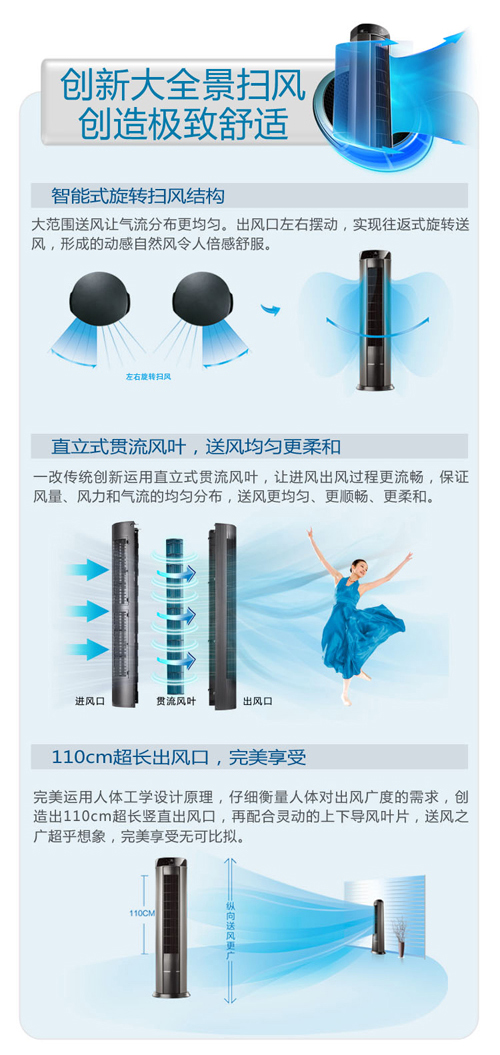 创新大全景扫风
创造极致舒适
智能式旋转扫风结构
大范围送风让气流分布更均匀。出风口左右摆动，实现往返式旋转送
风，形成的动感自然风令人倍感舒服。
左右旋转扫风
直立式贯流风叶，送风均匀更柔和
一改传统创新运用直立式贯流风叶，让进风出风过程更流畅，保证
风量、风力和气流的均匀分布，送风更均匀、更顺畅、更柔和。
进风口
贯流风叶
出风口
110cm超长出风口，完美享受
完美运用人体工学设计原理，仔细衡量人体对出风广度的需求，创
造出110cm超长竖直出风口，再配合灵动的上下导风叶片，送风之
广超乎想象，完美享受无可比拟。
110CM
纵向送风更广